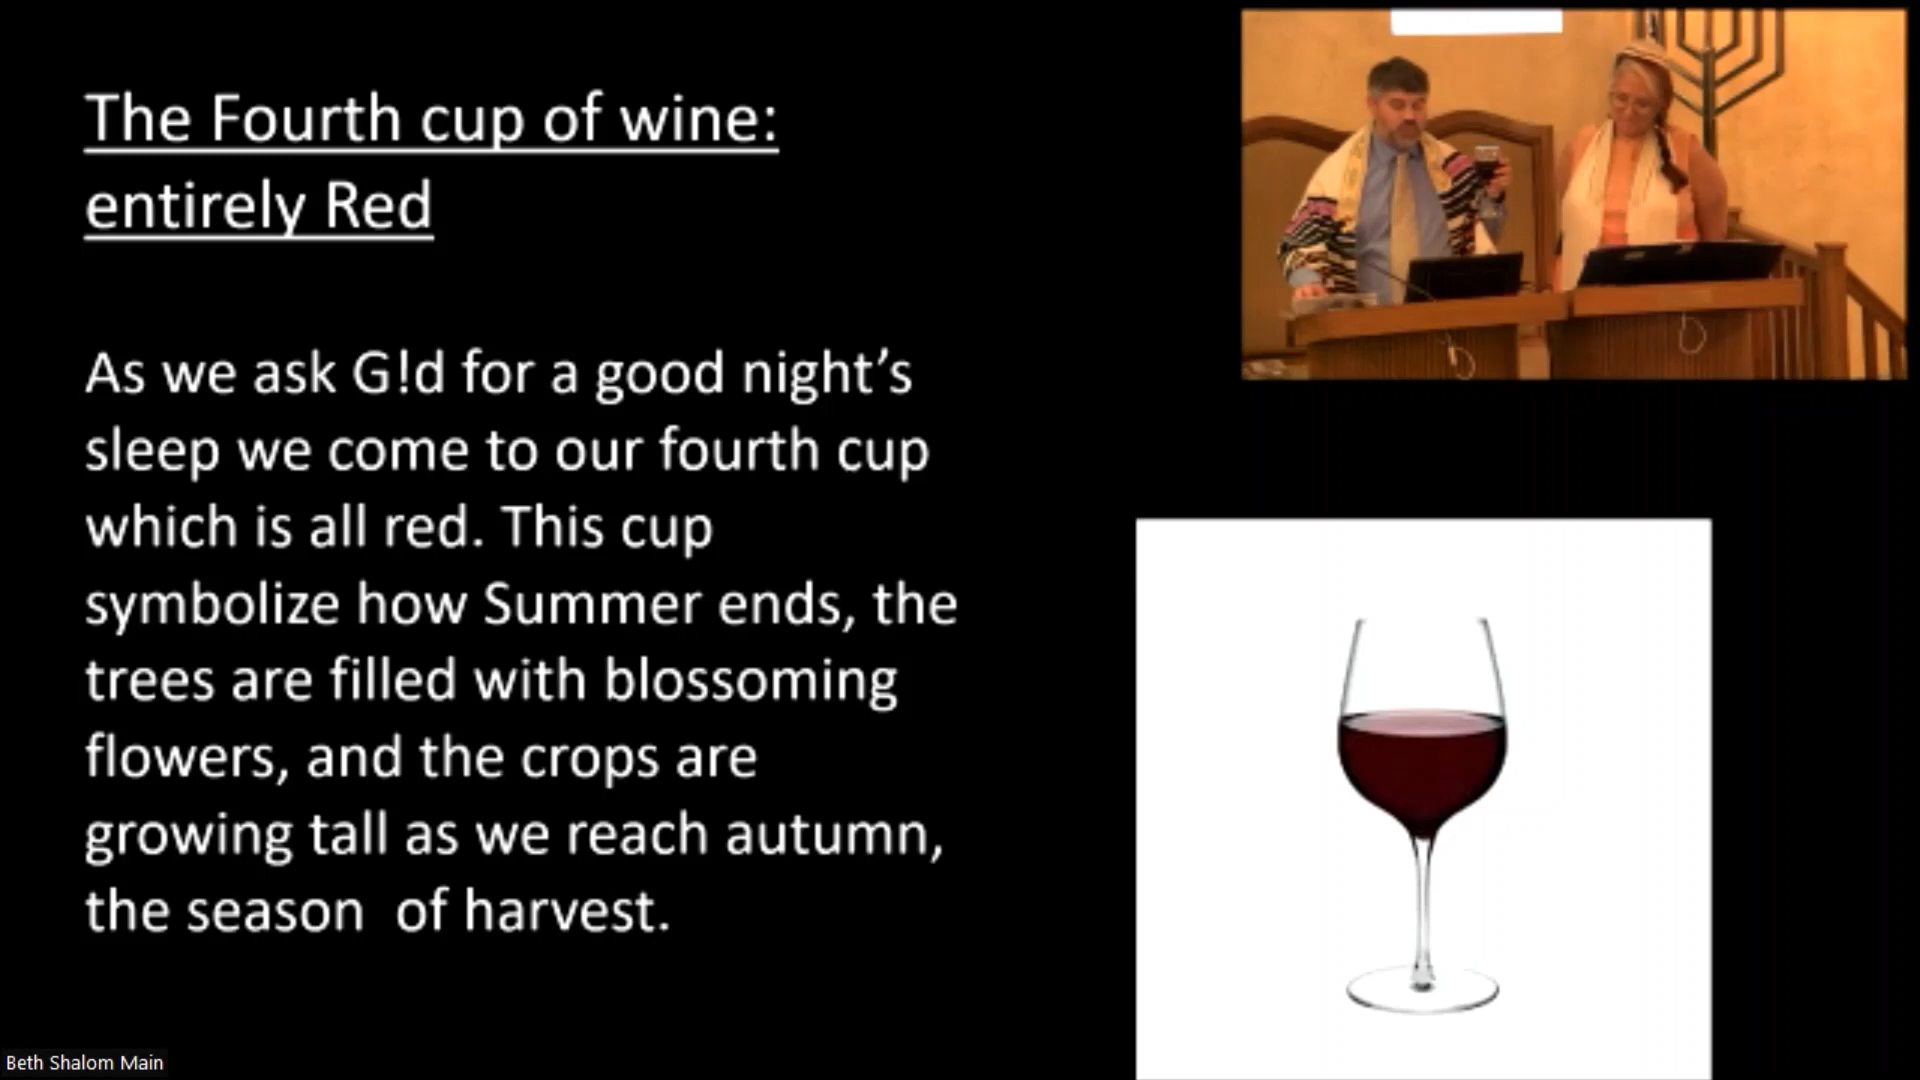 The Fourth cup of wine:
entirely Red
As we ask G!d for a good night’s
sleep we come to our fourth cup
which is all red. This cup
symbolize how Summer ends, the
trees are filled with blossoming
flowers, and the crops are
growing tall as we reach autumn,
the season  of harvest.
Beth Shalom Main